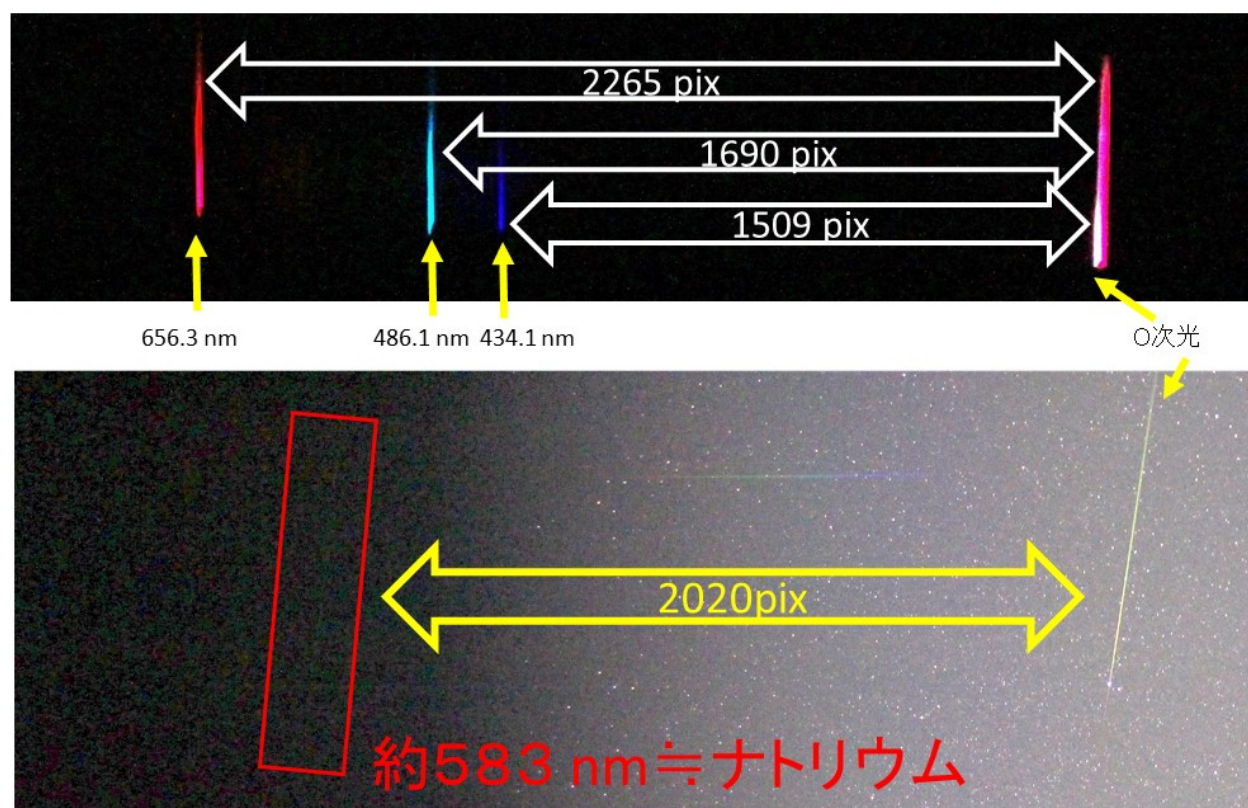 2265 pix
1690 pix
1509 pix
656.3 nm
486.1 nm
434.1 nm
O次光
2020pix
約583 nm≒ナトリウム